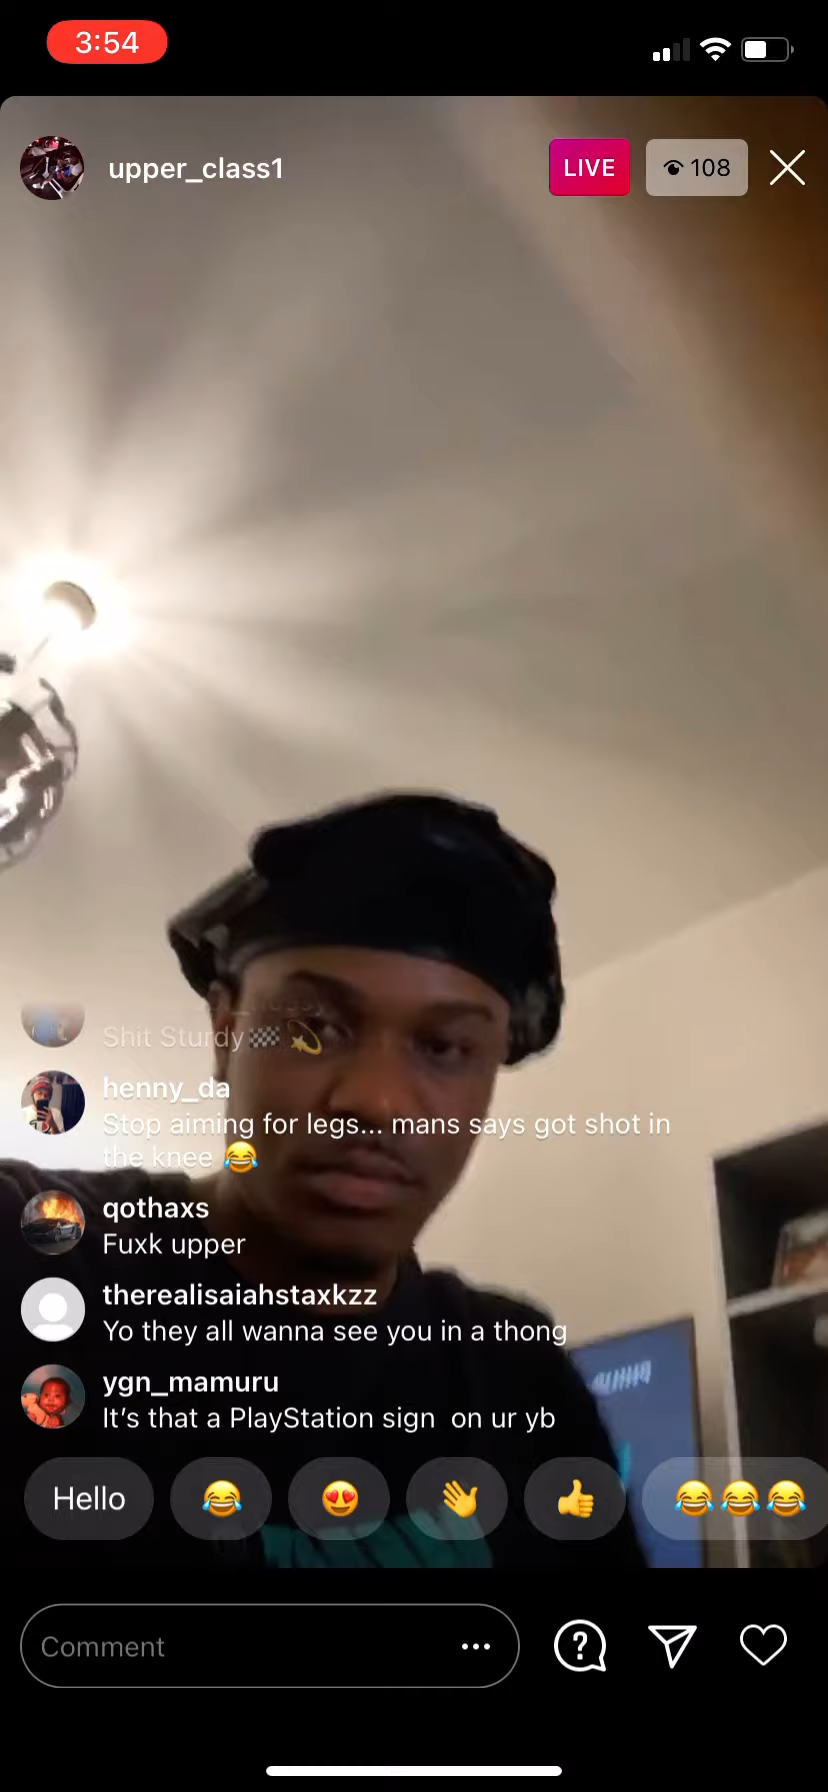 3:54
upper_class1
LIVE
108
Shit Sturdy🏁 💫
henny_da
Stop aiming for legs... mans says got shot in
the knee 😂
qothaxs
Fuxk upper
therealisaiahstaxkzz
Yo they all wanna see you in a thong
ygn_mamuru
It’s that a PlayStation sign  on ur yb
Hello
😂
😍
👋
👍
😂😂😂
Comment